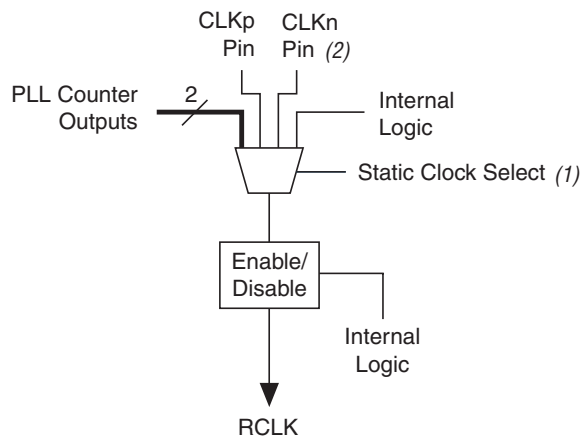 CLKp
Pin
CLKn
Pin (2)
PLL Counter
Outputs
2
Internal
Logic
Static Clock Select (1)
Enable/
Disable
Internal
Logic
RCLK